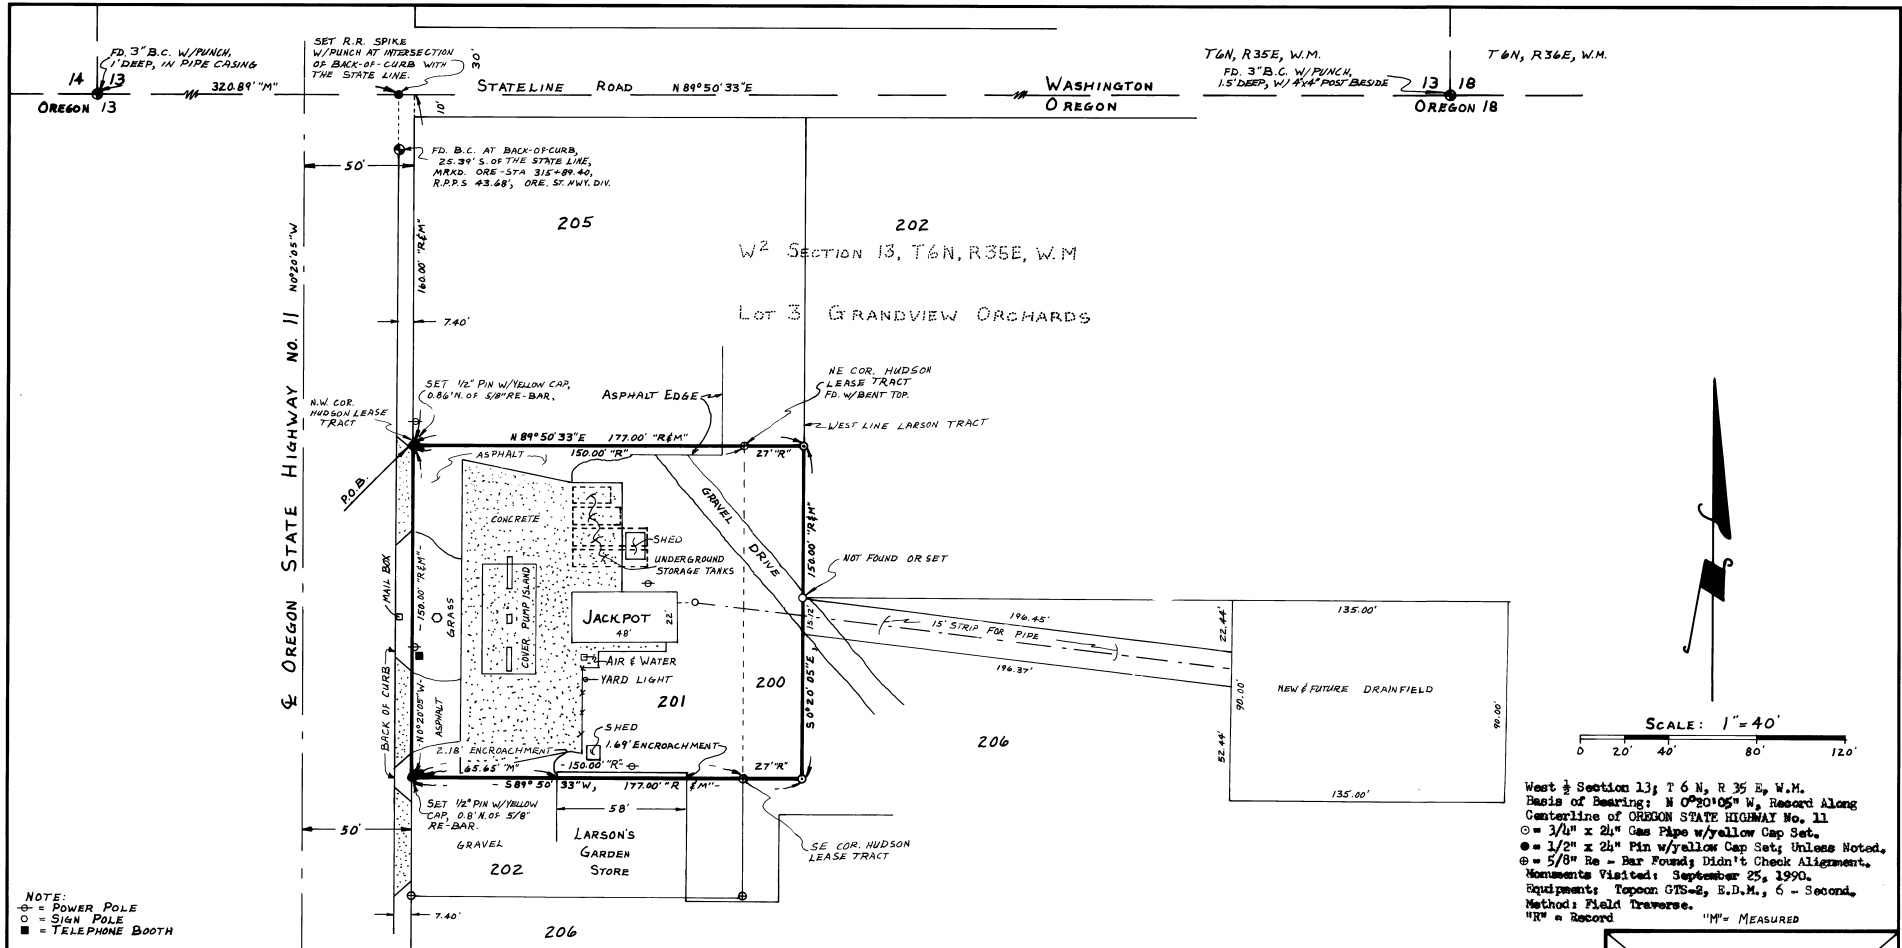 FD. 3" B.C. W/PUNCH,
1' DEEP, IN PIPE CASING
14 13
OREGON 13
320.89' "M"
SET R.R. SPIKE
W/PUNCH AT INTERSECTION
OF BACK-OF-CURB WITH
THE STATE LINE.
30'
10'
STATELINE ROAD N 89°50'33"E
WASHINGTON
OREGON
T6N, R35E, W.M.
T6N, R36E, W.M.
FD. 3" B.C. W/PUNCH,
1.5' DEEP, W/ 4"x4" POST BESIDE
13 18
OREGON 18
50'
FD. B.C. AT BACK-OF-CURB,
25.39' S. OF THE STATE LINE,
MRKD. ORE-STA 315+89.40,
R.P.P.S 43.68', ORE. ST. HWY. DIV.
205
202
W² SECTION 13, T6N, R35E, W.M
LOT 3 GRANDVIEW ORCHARDS
160.00' "R&M"
7.40'
℄ OREGON STATE HIGHWAY NO. 11 N0°20'05"W
SET 1/2" PIN W/YELLOW CAP,
0.86' N. OF 5/8" RE-BAR,
N.W. COR.
HUDSON LEASE
TRACT
ASPHALT EDGE
NE COR. HUDSON
LEASE TRACT
FD. W/BENT TOP.
WEST LINE LARSON TRACT
N 89°50'33"E 177.00' "R&M"
150.00' "R"
27' "R"
P.O.B.
ASPHALT
CONCRETE
GRAVEL DRIVE
SHED
UNDERGROUND
STORAGE TANKS
150.00' "R&M"
NOT FOUND OR SET
MAIL BOX
-150.00' "R&M"-
GRASS
COVER PUMP ISLAND
JACKPOT
48'
22'
15.12'
196.45'
15' STRIP FOR PIPE
196.37'
135.00'
22.44'
NEW & FUTURE DRAINFIELD
90.00'
90.00'
52.44'
135.00'
AIR & WATER
YARD LIGHT
201
200
S 0°20'05"E
206
BACK OF CURB
N0°20'05"W-
ASPHALT
SHED
2.18' ENCROACHMENT
1.69' ENCROACHMENT
65.65' "M"
-150.00' "R"-
27' "R"
- S89°50'33"W, 177.00' "R &M"-
SET 1/2" PIN W/YELLOW
CAP, 0.8' N. OF 5/8"
RE-BAR.
GRAVEL
50'
58'
LARSON'S
GARDEN
STORE
202
SE COR. HUDSON
LEASE TRACT
7.40'
206
NOTE:
= POWER POLE
○ = SIGN POLE
■ = TELEPHONE BOOTH
SCALE: 1"=40'
0 20' 40' 80' 120'
West ½ Section 13; T 6 N, R 35 E, W.M.
Basis of Bearing: N 0°20'05" W, Record Along
Centerline of OREGON STATE HIGHWAY No. 11
⊙ = 3/4" x 24" Gas Pipe w/yellow Cap Set.
● = 1/2" x 24" Pin w/yellow Cap Set; Unless Noted.
⊕ = 5/8" Re - Bar Found; Didn't Check Alignment.
Monuments Visited: September 25, 1990.
Equipment: Topcon GTS-2, E.D.M., 6 - Second.
Method: Field Traverse.
"R" = Record "M"= MEASURED